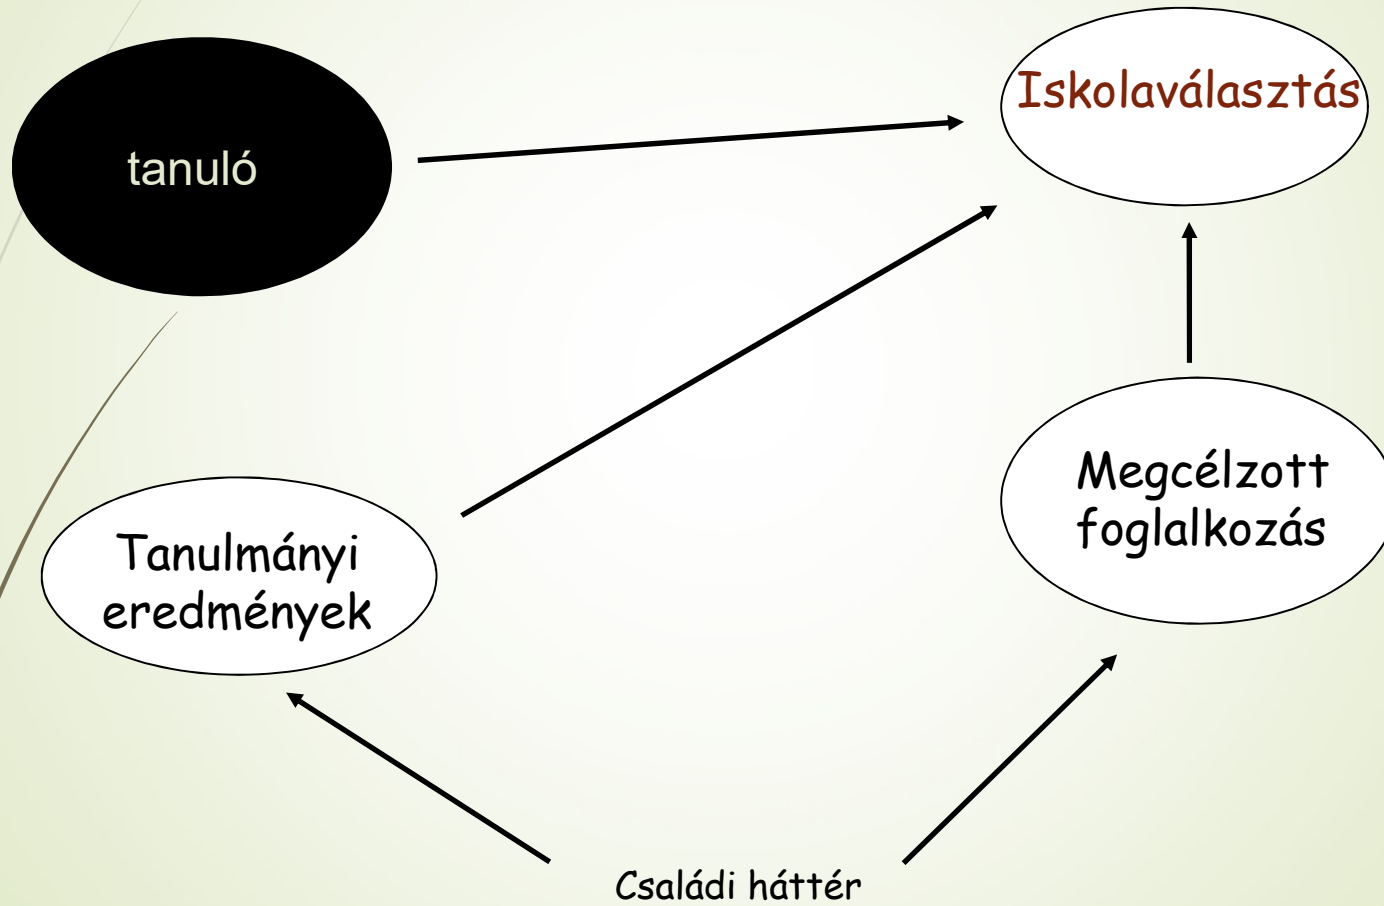 tanuló
Iskolaválasztás
Tanulmányi
eredmények
Megcélzott
foglalkozás
Családi háttér